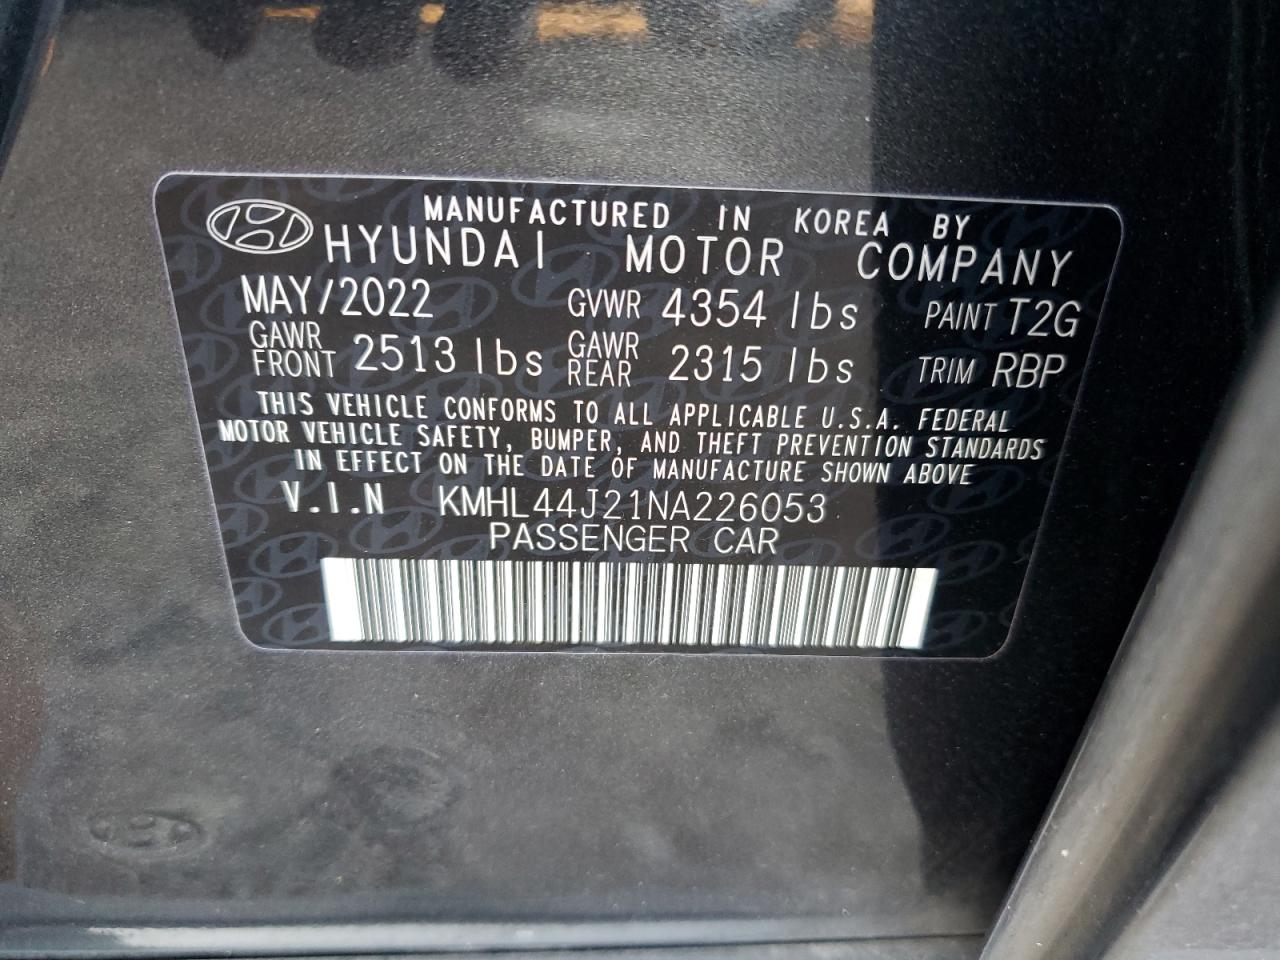 MANUFACTURED IN KOREA BY
HYUNDAI MOTOR COMPANY
MAY/2022 GVWR 4354 lbs PAINT T2G
GAWR FRONT 2513 lbs GAWR REAR 2315 lbs TRIM RBP
THIS VEHICLE CONFORMS TO ALL APPLICABLE U.S.A. FEDERAL
MOTOR VEHICLE SAFETY, BUMPER, AND THEFT PREVENTION STANDARDS
IN EFFECT ON THE DATE OF MANUFACTURE SHOWN ABOVE
V.I.N KMHL44J21NA226053
PASSENGER CAR